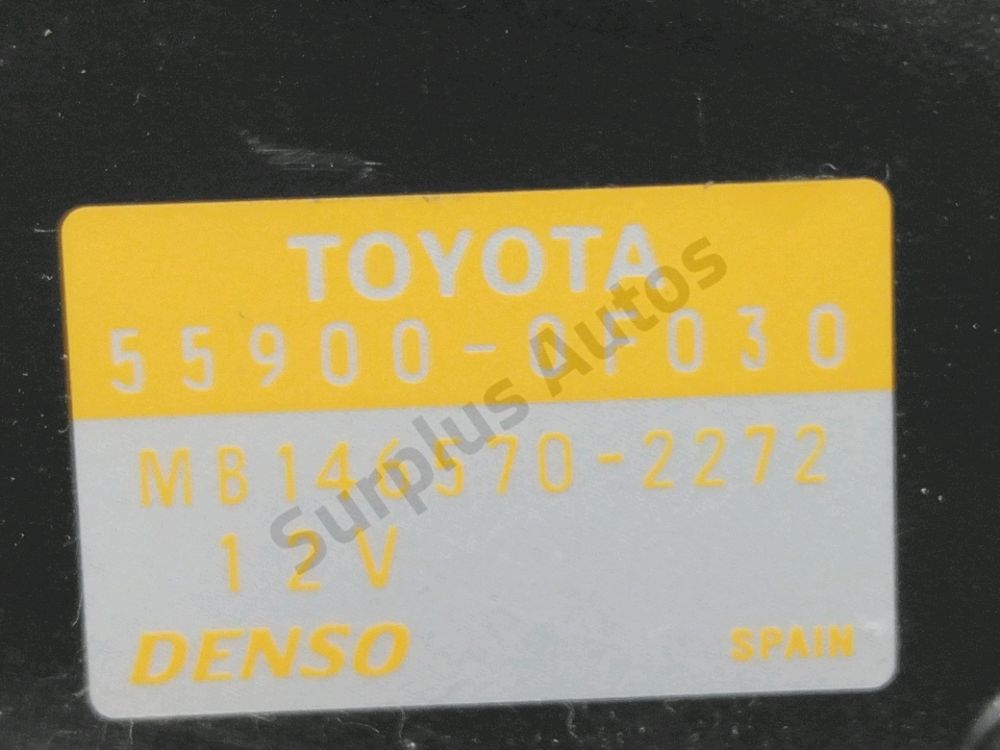 TOYOTA
55900-0F030
MB146570-2272
12V
DENSO
SPAIN
Surplus Autos